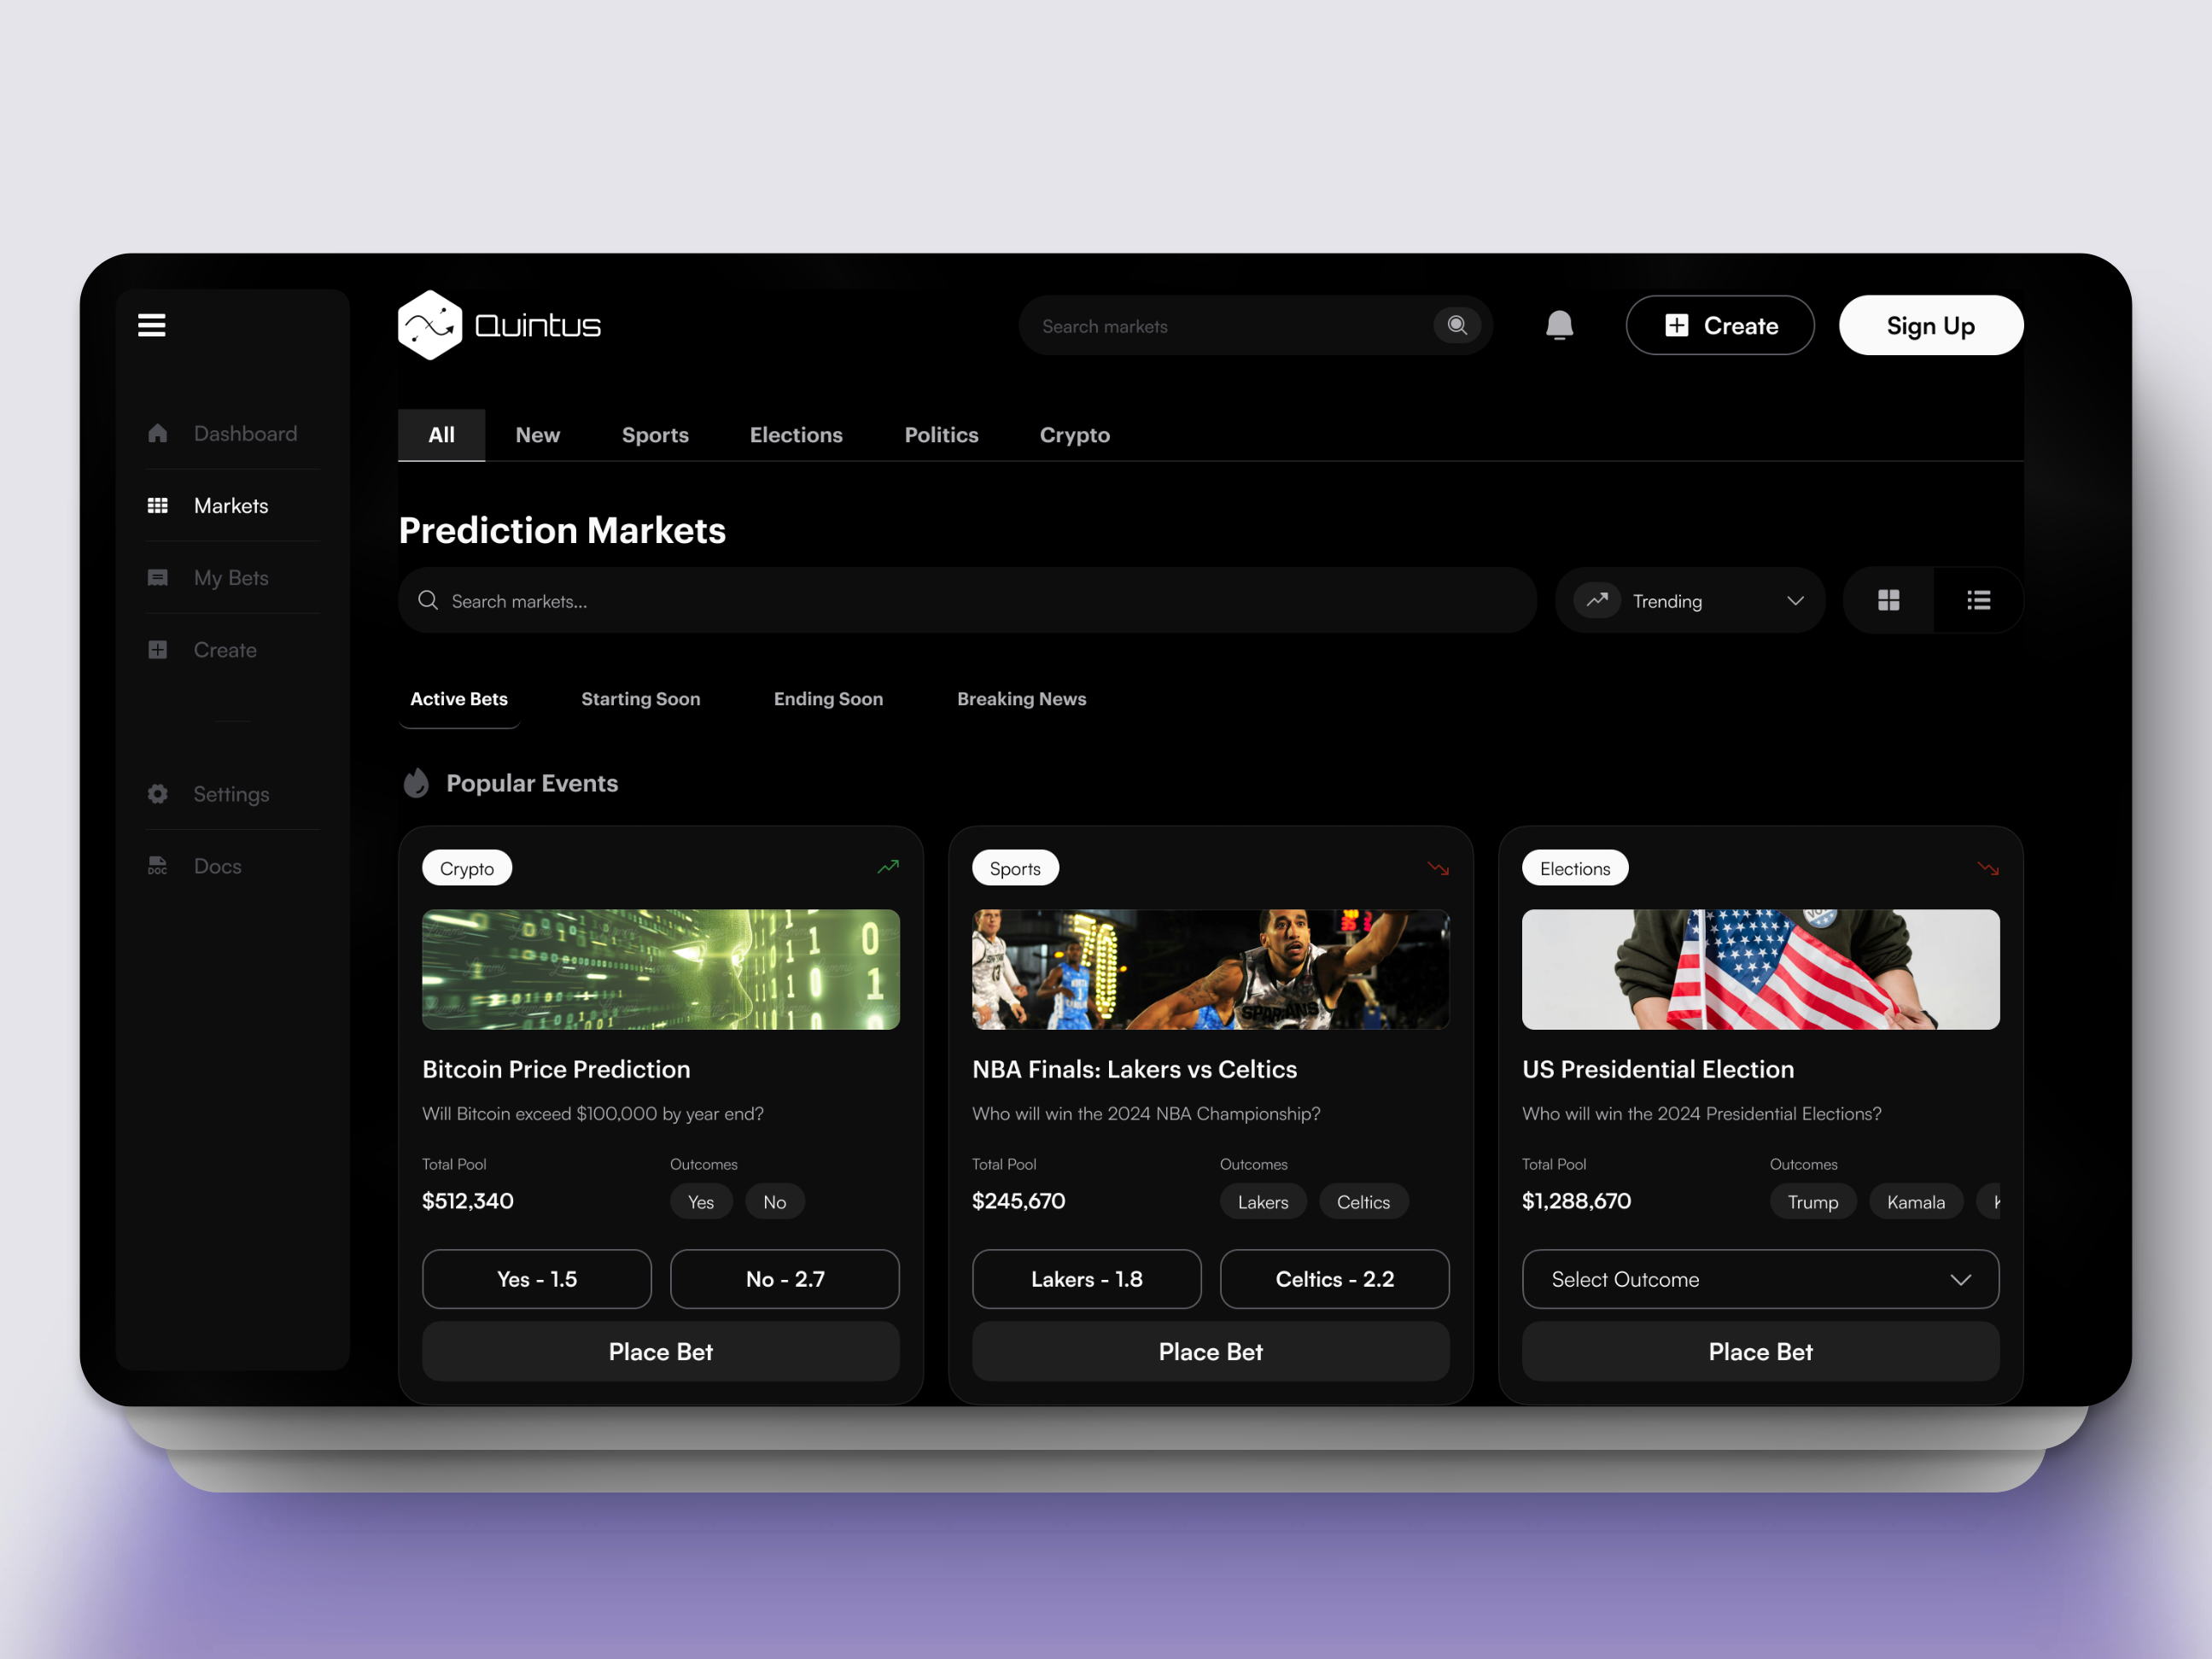 Quintus
Search markets
Create
Sign Up
Dashboard
Markets
My Bets
Create
Settings
DOC
Docs
All
New
Sports
Elections
Politics
Crypto
Prediction Markets
Search markets...
Trending
Active Bets
Starting Soon
Ending Soon
Breaking News
Popular Events
Crypto
Bitcoin Price Prediction
Will Bitcoin exceed $100,000 by year end?
Total Pool
$512,340
Outcomes
Yes
No
Yes - 1.5
No - 2.7
Place Bet
Sports
SPARTANS
NBA Finals: Lakers vs Celtics
Who will win the 2024 NBA Championship?
Total Pool
$245,670
Outcomes
Lakers
Celtics
Lakers - 1.8
Celtics - 2.2
Place Bet
Elections
US Presidential Election
Who will win the 2024 Presidential Elections?
Total Pool
$1,288,670
Outcomes
Trump
Kamala
Select Outcome
Place Bet